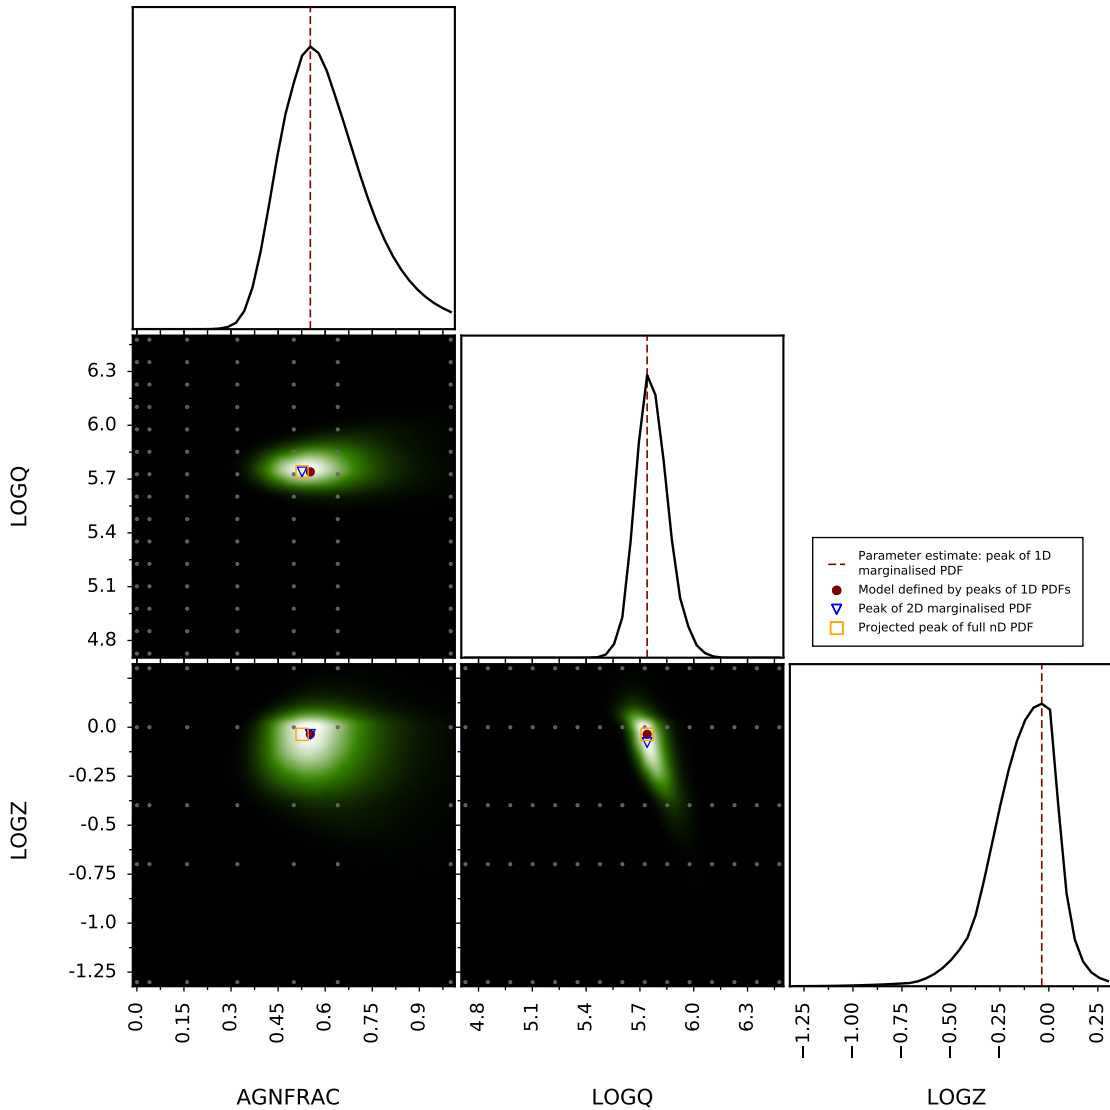 LOGQ
6.3
6.0
5.7
5.4
5.1
4.8
Parameter estimate: peak of 1D
marginalised PDF
Model defined by peaks of 1D PDFs
Peak of 2D marginalised PDF
Projected peak of full nD PDF
LOGZ
0.0
-0.25
-0.5
-0.75
-1.0
-1.25
0.0 0.15 0.3 0.45 0.6 0.75 0.9
4.8 5.1 5.4 5.7 6.0 6.3
−1.25 −1.00 −0.75 −0.50 −0.25 0.00 0.25
AGNFRAC LOGQ LOGZ